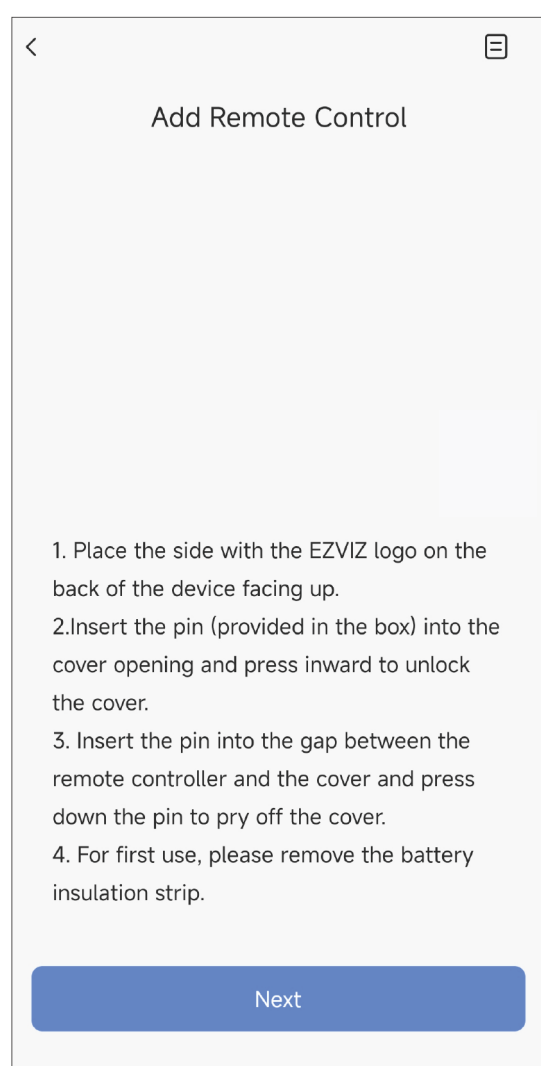 Add Remote Control
1. Place the side with the EZVIZ logo on the
back of the device facing up.
2.Insert the pin (provided in the box) into the
cover opening and press inward to unlock
the cover.
3. Insert the pin into the gap between the
remote controller and the cover and press
down the pin to pry off the cover.
4. For first use, please remove the battery
insulation strip.
Next